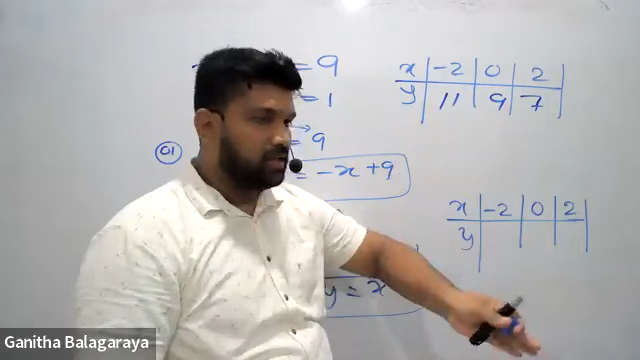 = 9
= 1
= 9
01
= -x + 9
y = x
x | -2 | 0 | 2
y | 11 | 9 | 7
x | -2 | 0 | 2
y
Ganitha Balagaraya